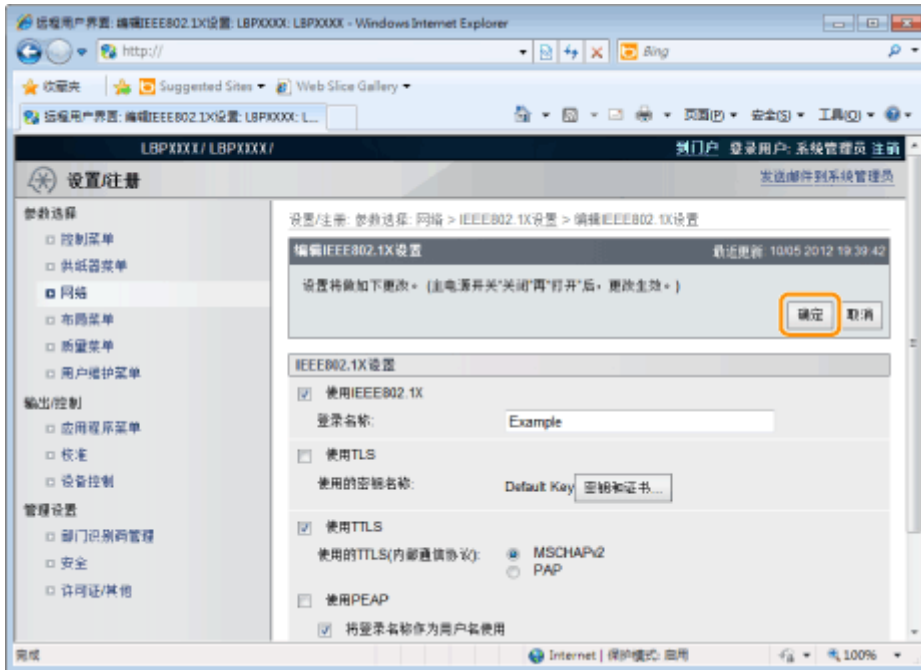 远程用户界面: 编辑IEEE802.1X设置: LBPXXXX: LBPXXXX - Windows Internet Explorer
http://
Bing
收藏夹 Suggested Sites Web Slice Gallery
远程用户界面: 编辑IEEE802.1X设置: LBPXXXX: L... 页面(P) 安全(S) 工具(O)
LBPXXXX / LBPXXXX / 到门户 登录用户: 系统管理员 注销
设置/注册 发送邮件到系统管理员
参数选择
控制菜单
供纸器菜单
网络
布局菜单
质量菜单
用户维护菜单
输出/控制
应用程序菜单
校准
设备控制
管理设置
部门识别码管理
安全
许可证/其他
设置/注册: 参数选择: 网络 > IEEE802.1X设置 > 编辑IEEE802.1X设置
编辑IEEE802.1X设置 最近更新: 10/05 2012 19:39:42
设置将做如下更改。(主电源开关"关闭"再"打开"后，更改生效。)
确定 取消
IEEE802.1X设置
使用IEEE802.1X
登录名称: Example
使用TLS
使用的密钥名称: Default Key 密钥和证书...
使用TTLS
使用的TTLS(内部通信协议): MSCHAPv2
PAP
使用PEAP
将登录名称作为用户名使用
完成 Internet | 保护模式: 启用 100%